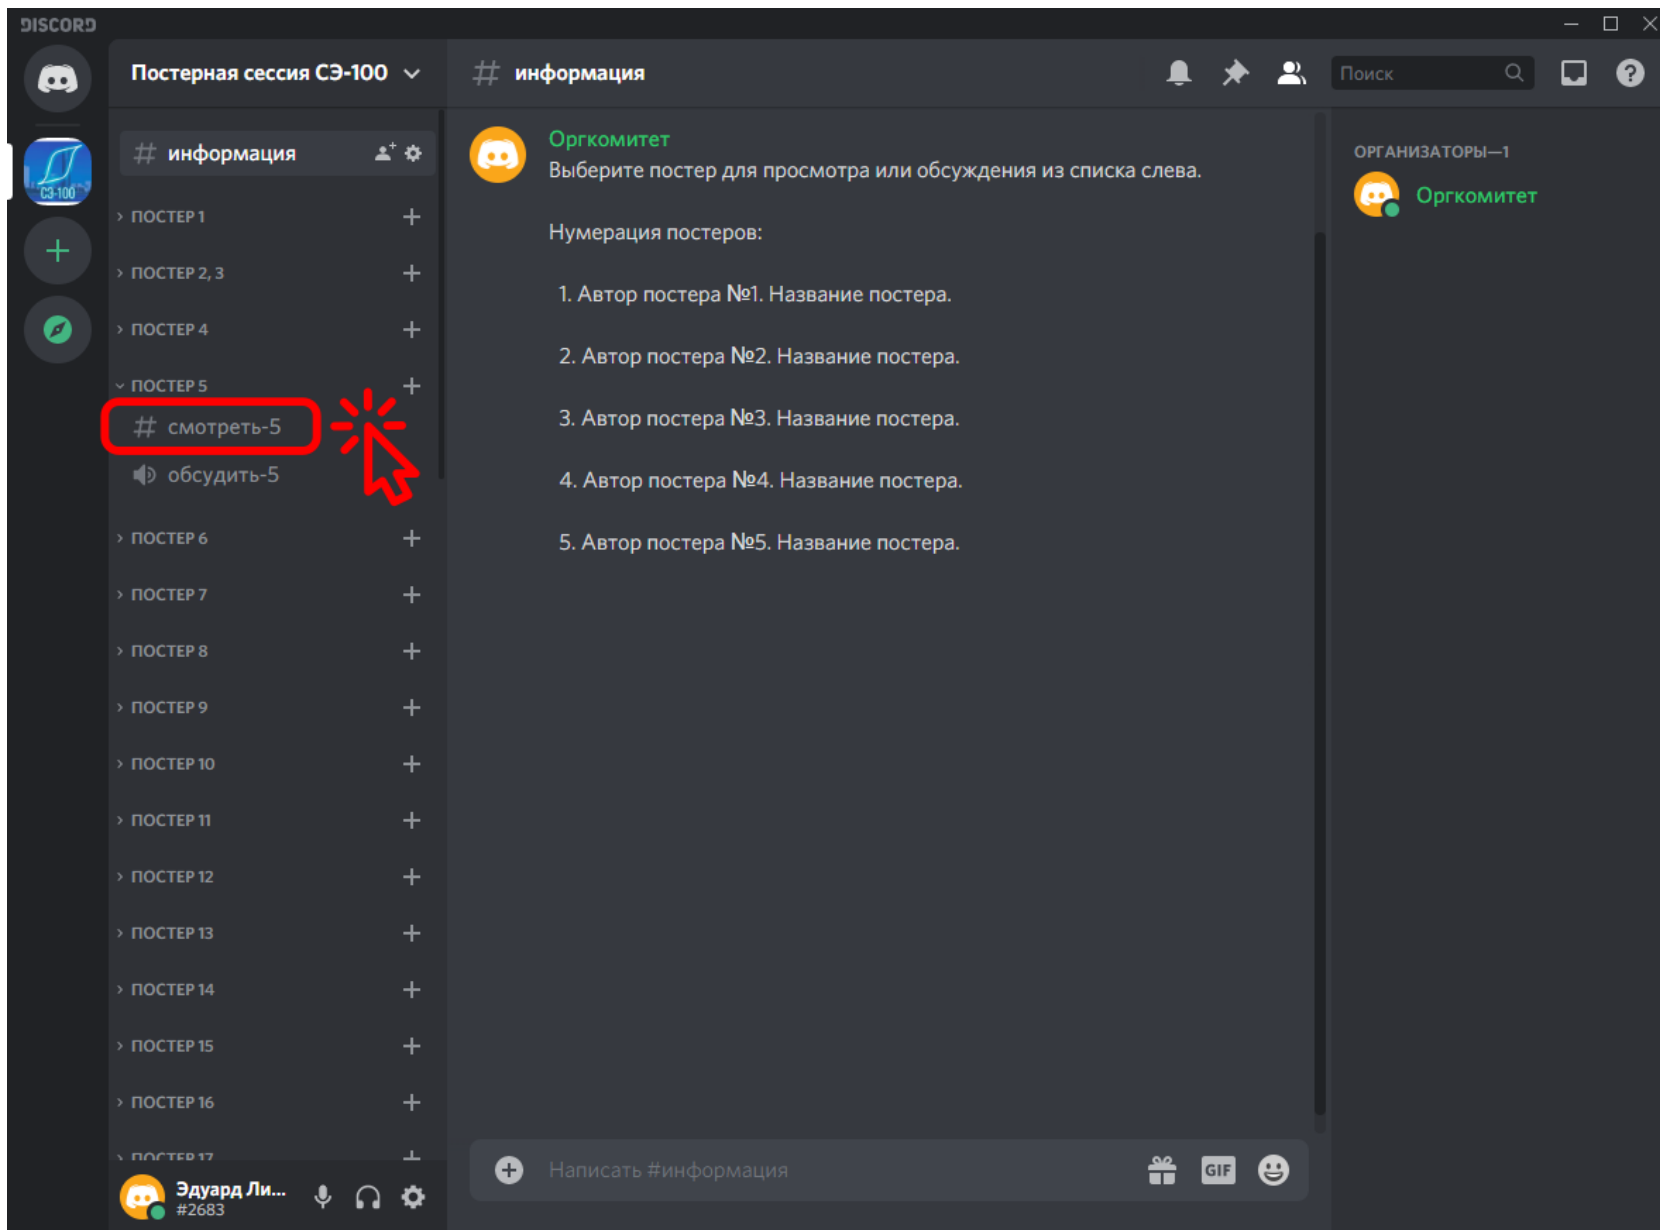 DISCORD
Постерная сессия СЭ-100
информация
Поиск
СЭ-100
информация
ПОСТЕР 1
ПОСТЕР 2, 3
ПОСТЕР 4
ПОСТЕР 5
смотреть-5
обсудить-5
ПОСТЕР 6
ПОСТЕР 7
ПОСТЕР 8
ПОСТЕР 9
ПОСТЕР 10
ПОСТЕР 11
ПОСТЕР 12
ПОСТЕР 13
ПОСТЕР 14
ПОСТЕР 15
ПОСТЕР 16
ПОСТЕР 17
Эдуард Ли...
#2683
Оргкомитет
Выберите постер для просмотра или обсуждения из списка слева.
Нумерация постеров:
1. Автор постера №1. Название постера.
2. Автор постера №2. Название постера.
3. Автор постера №3. Название постера.
4. Автор постера №4. Название постера.
5. Автор постера №5. Название постера.
Написать #информация
GIF
ОРГАНИЗАТОРЫ—1
Оргкомитет